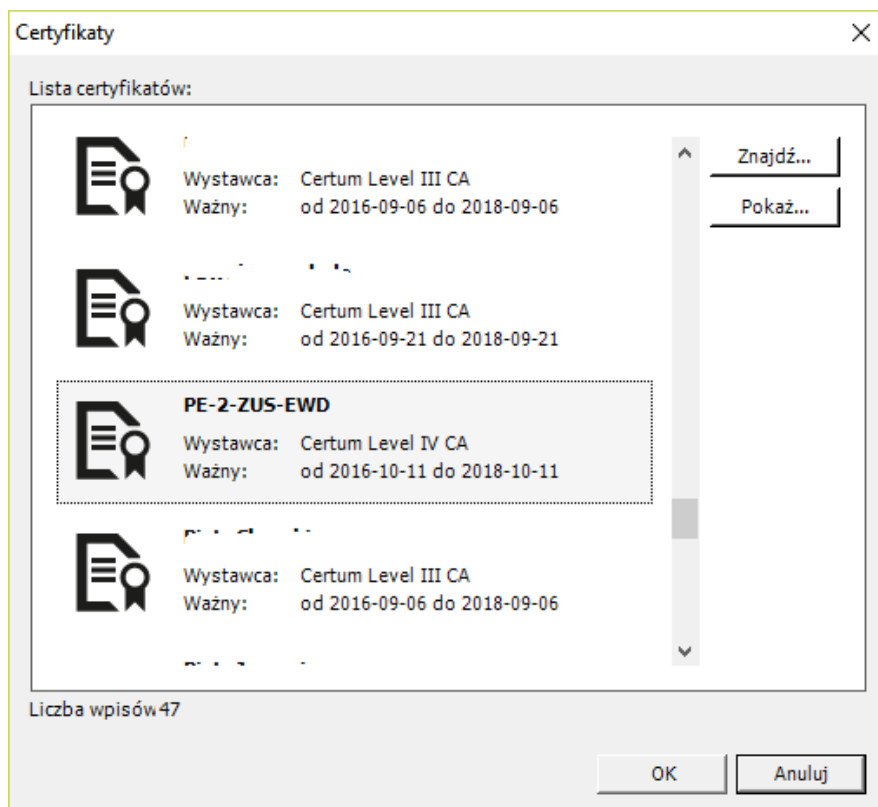 Certyfikaty
Lista certyfikatów:
Znajdź...
Wystawca: Certum Level III CA
Ważny: od 2016-09-06 do 2018-09-06
Pokaż...
Wystawca: Certum Level III CA
Ważny: od 2016-09-21 do 2018-09-21
PE-2-ZUS-EWD
Wystawca: Certum Level IV CA
Ważny: od 2016-10-11 do 2018-10-11
Wystawca: Certum Level III CA
Ważny: od 2016-09-06 do 2018-09-06
Liczba wpisów 47
OK Anuluj